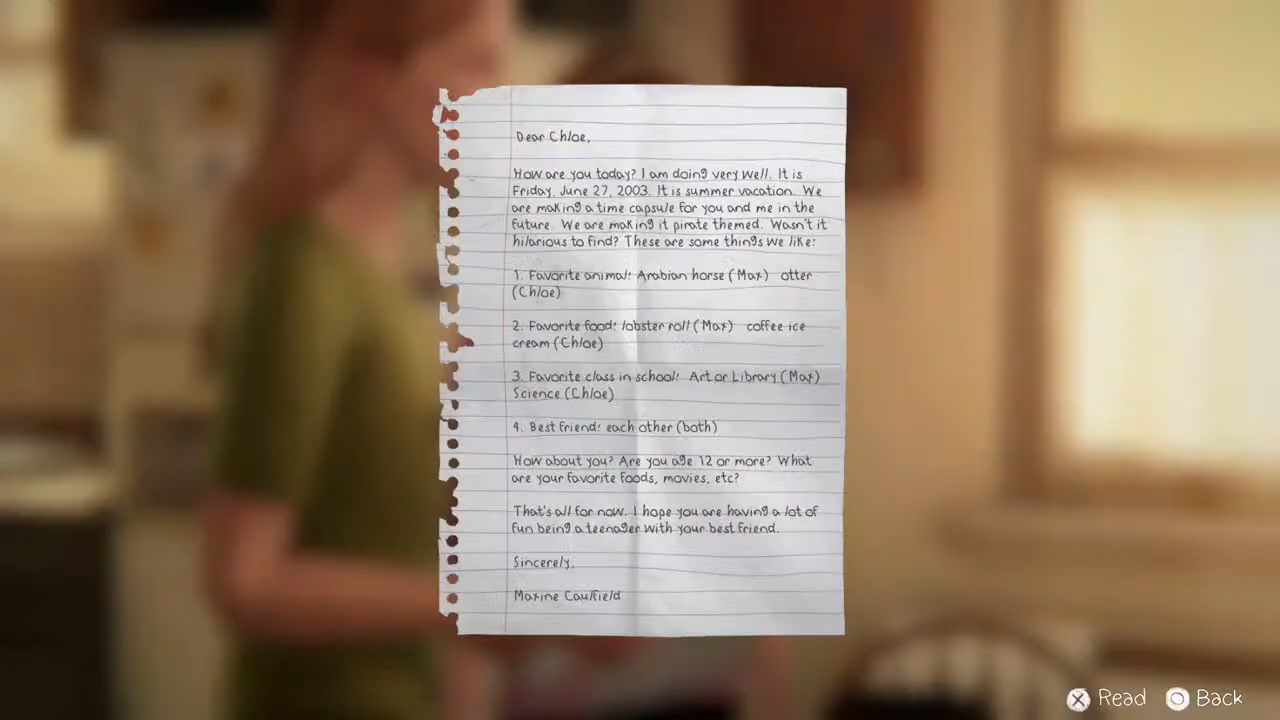 Dear Chloe,
How are you today? I am doing very well. It is
Friday, June 27, 2003. It is summer vacation. We
are making a time capsule for you and me in the
future. We are making it pirate themed. Wasn't it
hilarious to find? These are some things we like:
1. Favorite animal: Arabian horse (Max) otter
(Chloe)
2. Favorite food: lobster roll (Max) coffee ice
cream (Chloe)
3. Favorite class in school: Art or Library (Max)
Science (Chloe)
4. Best friend: each other (both)
How about you? Are you age 12 or more? What
are your favorite foods, movies, etc?
That's all for now. I hope you are having a lot of
fun being a teenager with your best friend.
Sincerely,
Maxine Caulfield
Read Back